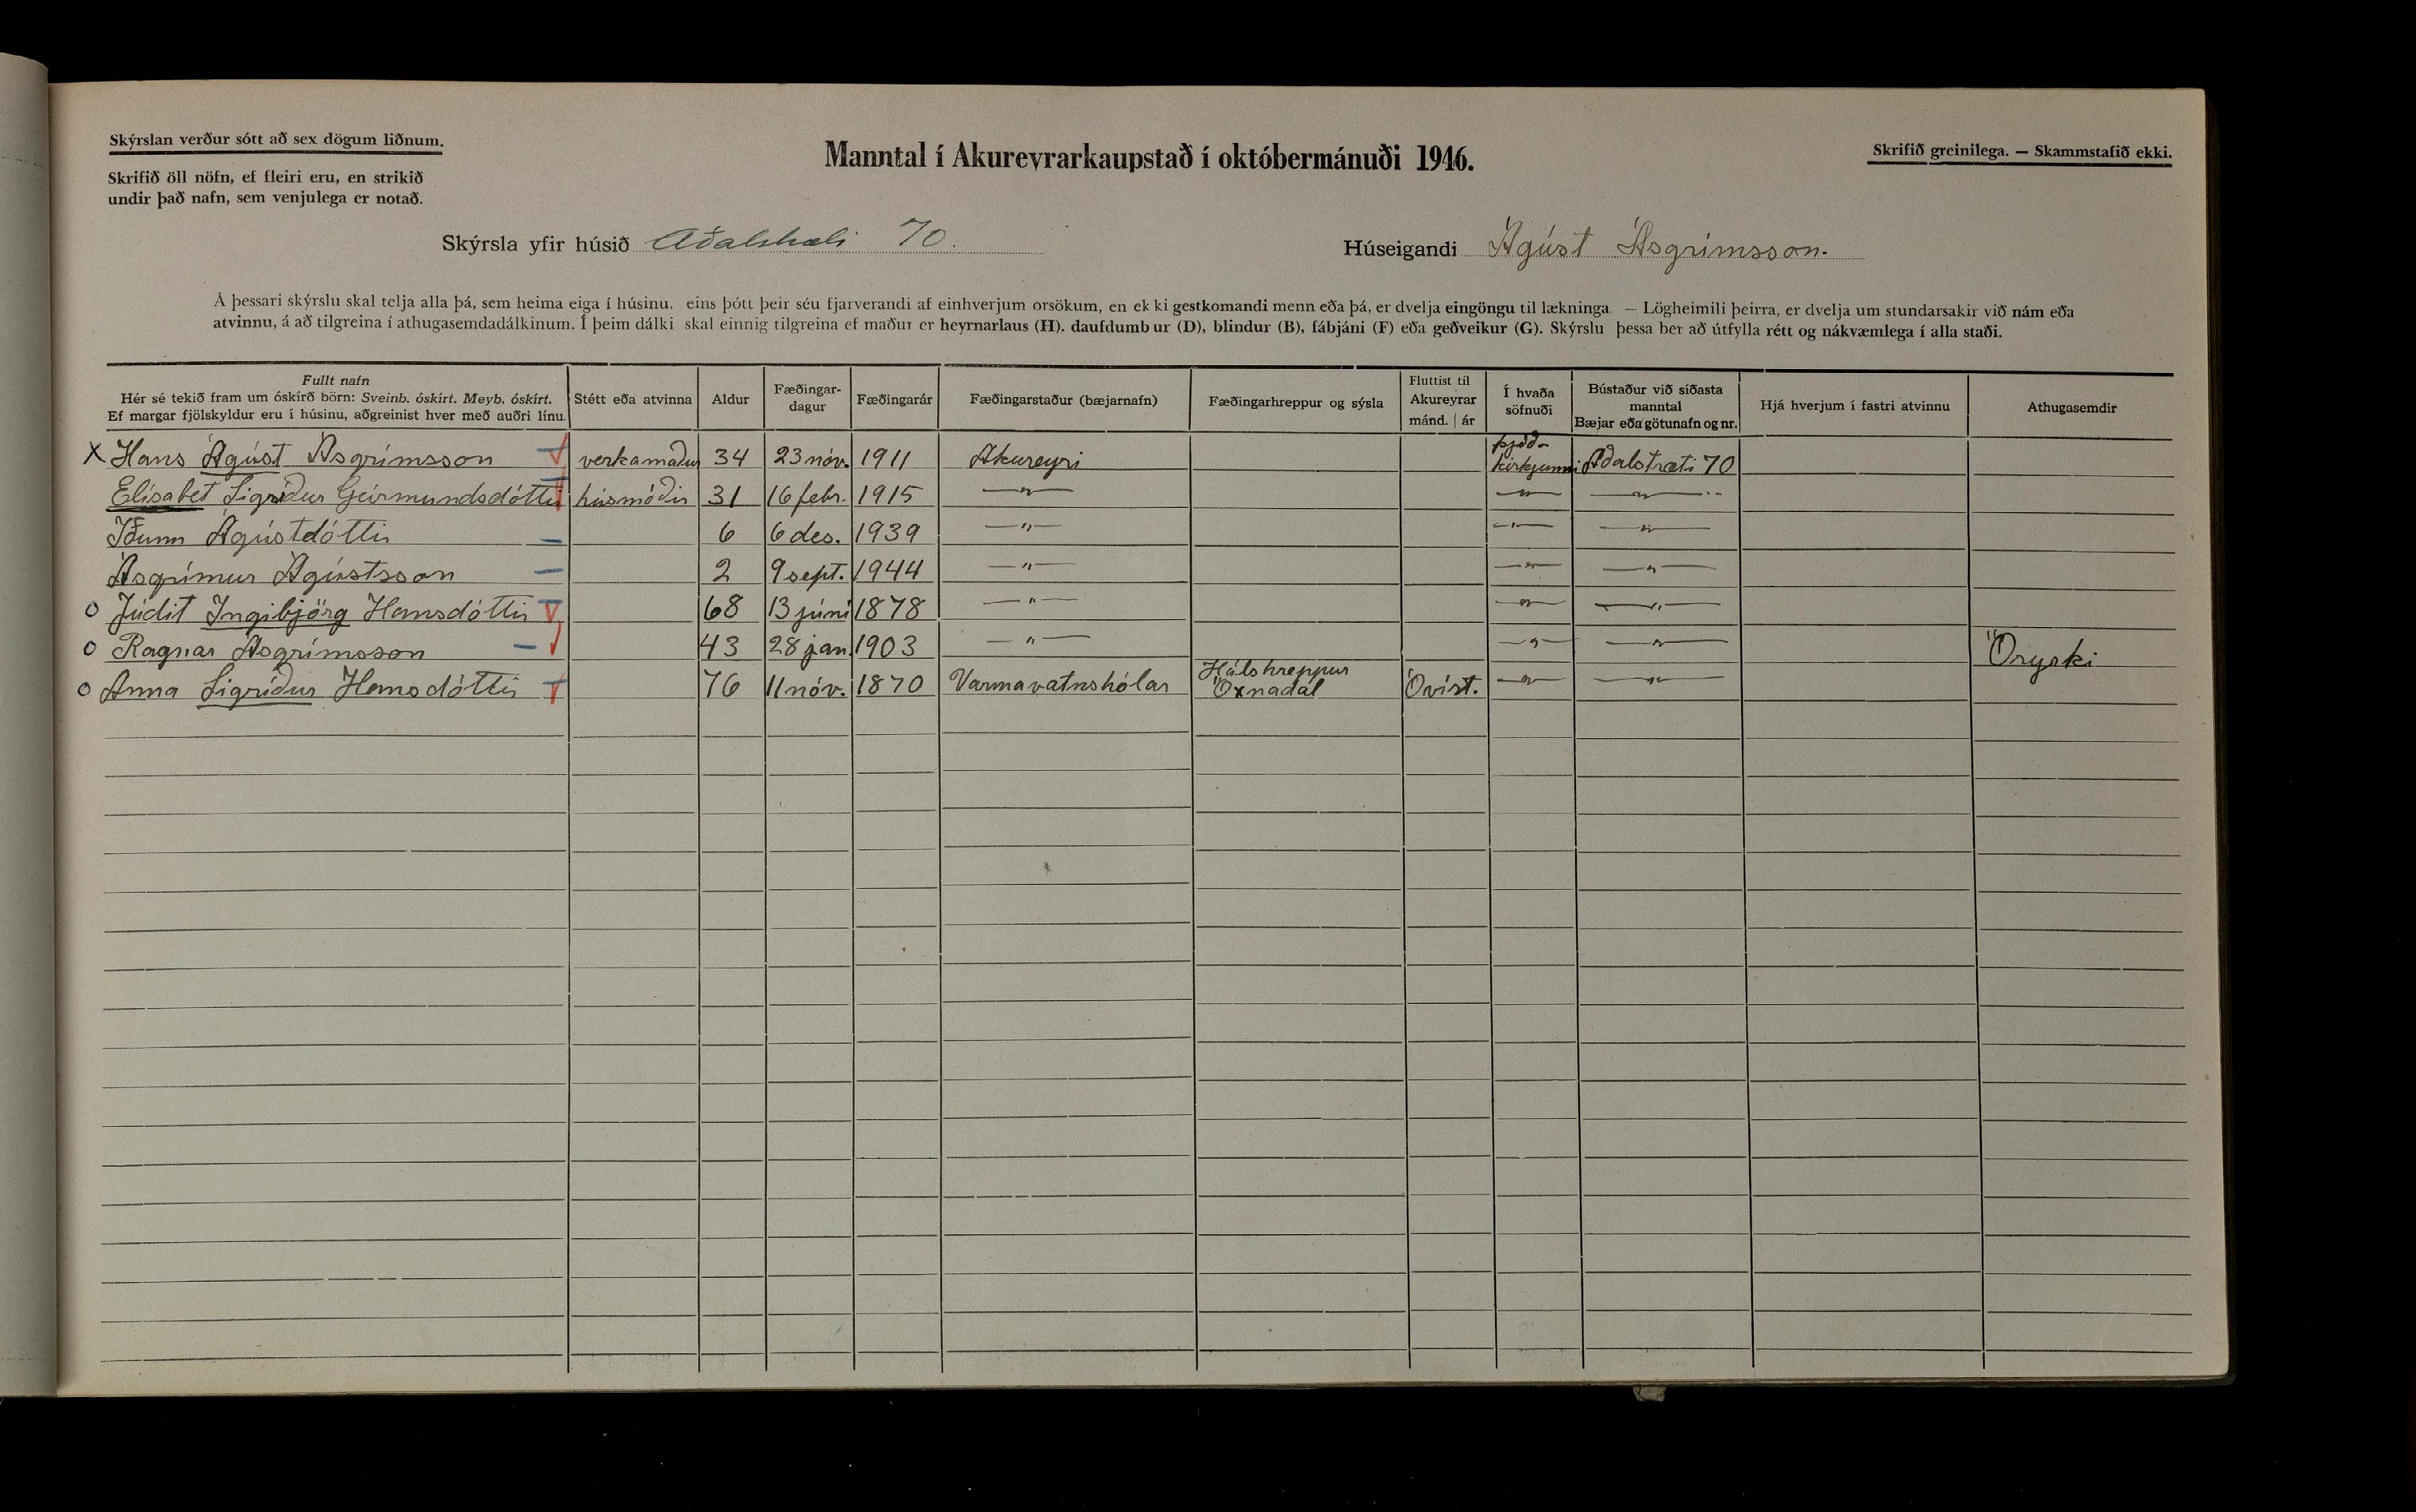 Skýrslan verður sótt að sex dögum liðnum.
Skrifið öll nöfn, ef fleiri eru, en strikið
undir það nafn, sem venjulega er notað.
Manntal í Akureyrarkaupstað í októbermánuði 1946.
Skrifið greinilega. — Skammstafið ekki.
Skýrsla yfir húsið Aðalstræti 70.
Húseigandi Ágúst Ásgrímsson.
Á þessari skýrslu skal telja alla þá, sem heima eiga í húsinu, eins þótt þeir séu fjarverandi af einhverjum orsökum, en ek ki gestkomandi menn eða þá, er dvelja eingöngu til lækninga. — Lögheimili þeirra, er dvelja um stundarsakir við nám eða
atvinnu, á að tilgreina í athugasemdadálkinum. Í þeim dálki skal einnig tilgreina ef maður er heyrnarlaus (H), daufdumb ur (D), blindur (B), fábjáni (F) eða geðveikur (G). Skýrslu þessa ber að útfylla rétt og nákvæmlega í alla staði.
Fullt nafn
Hér sé tekið fram um óskírð börn: Sveinb. óskírt. Meyb. óskírt.
Ef margar fjölskyldur eru í húsinu, aðgreinist hver með auðri línu.
Stétt eða atvinna
Aldur
Fæðingar-
dagur
Fæðingarár
Fæðingarstaður (bæjarnafn)
Fæðingarhreppur og sýsla
Fluttist til
Akureyrar
mánd. | ár
Í hvaða
söfnuði
Bústaður við síðasta
manntal
Bæjar eða götunafn og nr.
Hjá hverjum í fastri atvinnu
Athugasemdir
X Hans Ágúst Ásgrímsson verkamaður 34 23 nóv. 1911 Akureyri þjóð-kirkjunni Aðalstræti 70
Elísabet Sigríður Geirmundsdóttir húsmóðir 31 16 febr. 1915 —"— —"— —"—
Iðunn Ágústdóttir 6 6 des. 1939 —"— —"— —"—
Ásgrímur Ágústsson 2 9 sept. 1944 —"— —"— —"—
o Júdit Ingibjörg Hansdóttir 68 13 júni 1878 —"— —"— —"—
o Ragnar Ásgrímsson 43 28 jan. 1903 —"— —"— —"— Öryrki
o Anna Sigríður Hansdóttir 76 11 nóv. 1870 Varmavatnshólar Hálshreppur Öxnadal Óvíst. —"— —"—